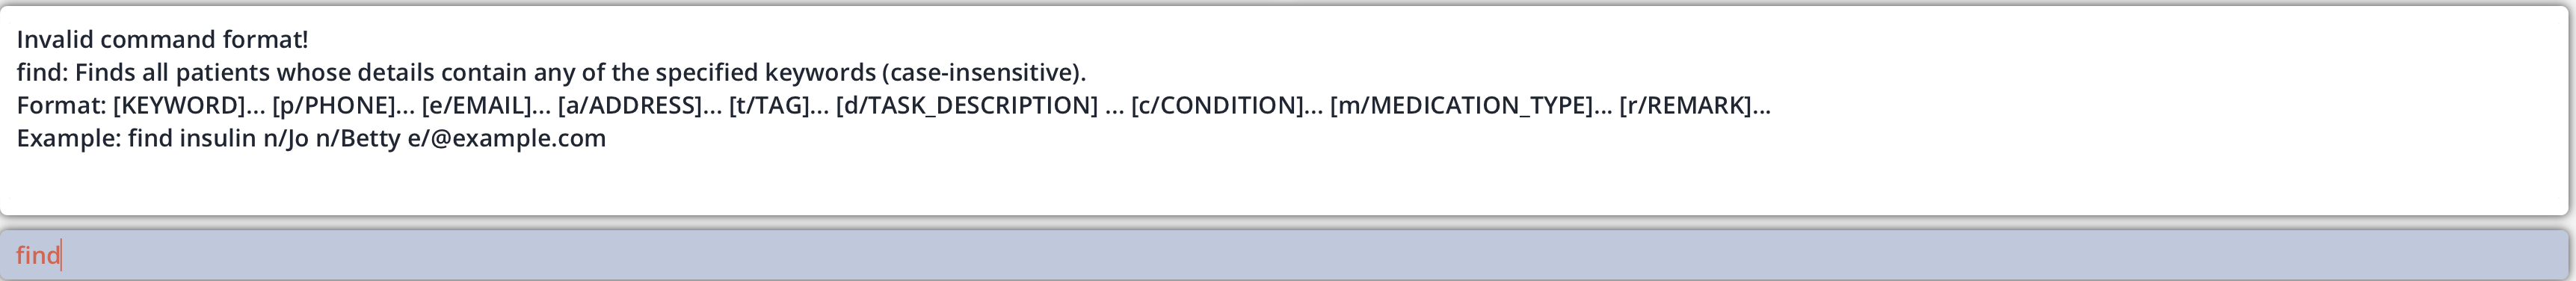 Invalid command format!
find: Finds all patients whose details contain any of the specified keywords (case-insensitive).
Format: [KEYWORD]... [p/PHONE]... [e/EMAIL]... [a/ADDRESS]... [t/TAG]... [d/TASK_DESCRIPTION] ... [c/CONDITION]... [m/MEDICATION_TYPE]... [r/REMARK]...
Example: find insulin n/Jo n/Betty e/@example.com
find